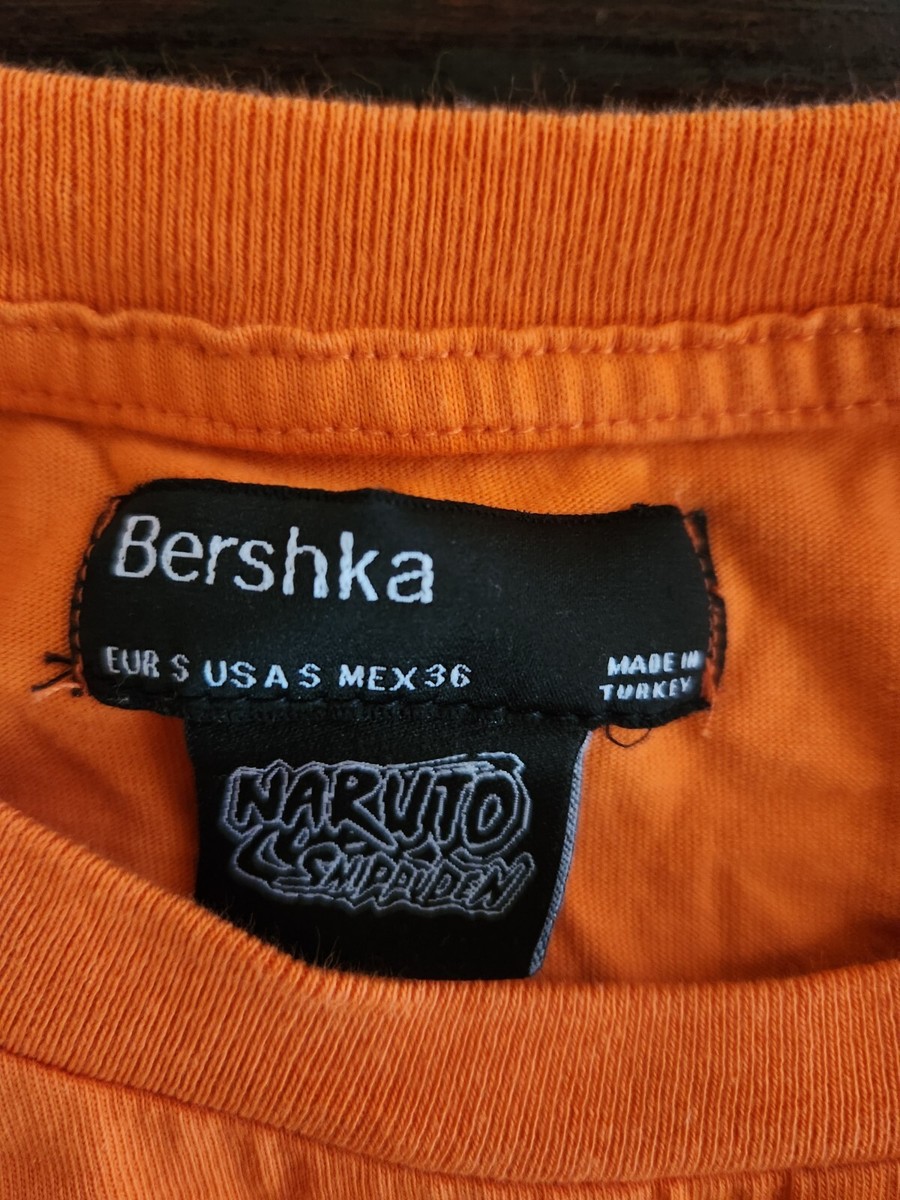 Bershka
EUR S USA S MEX 36
MADE IN
TURKEY
NARUTO
SHIPPUDEN